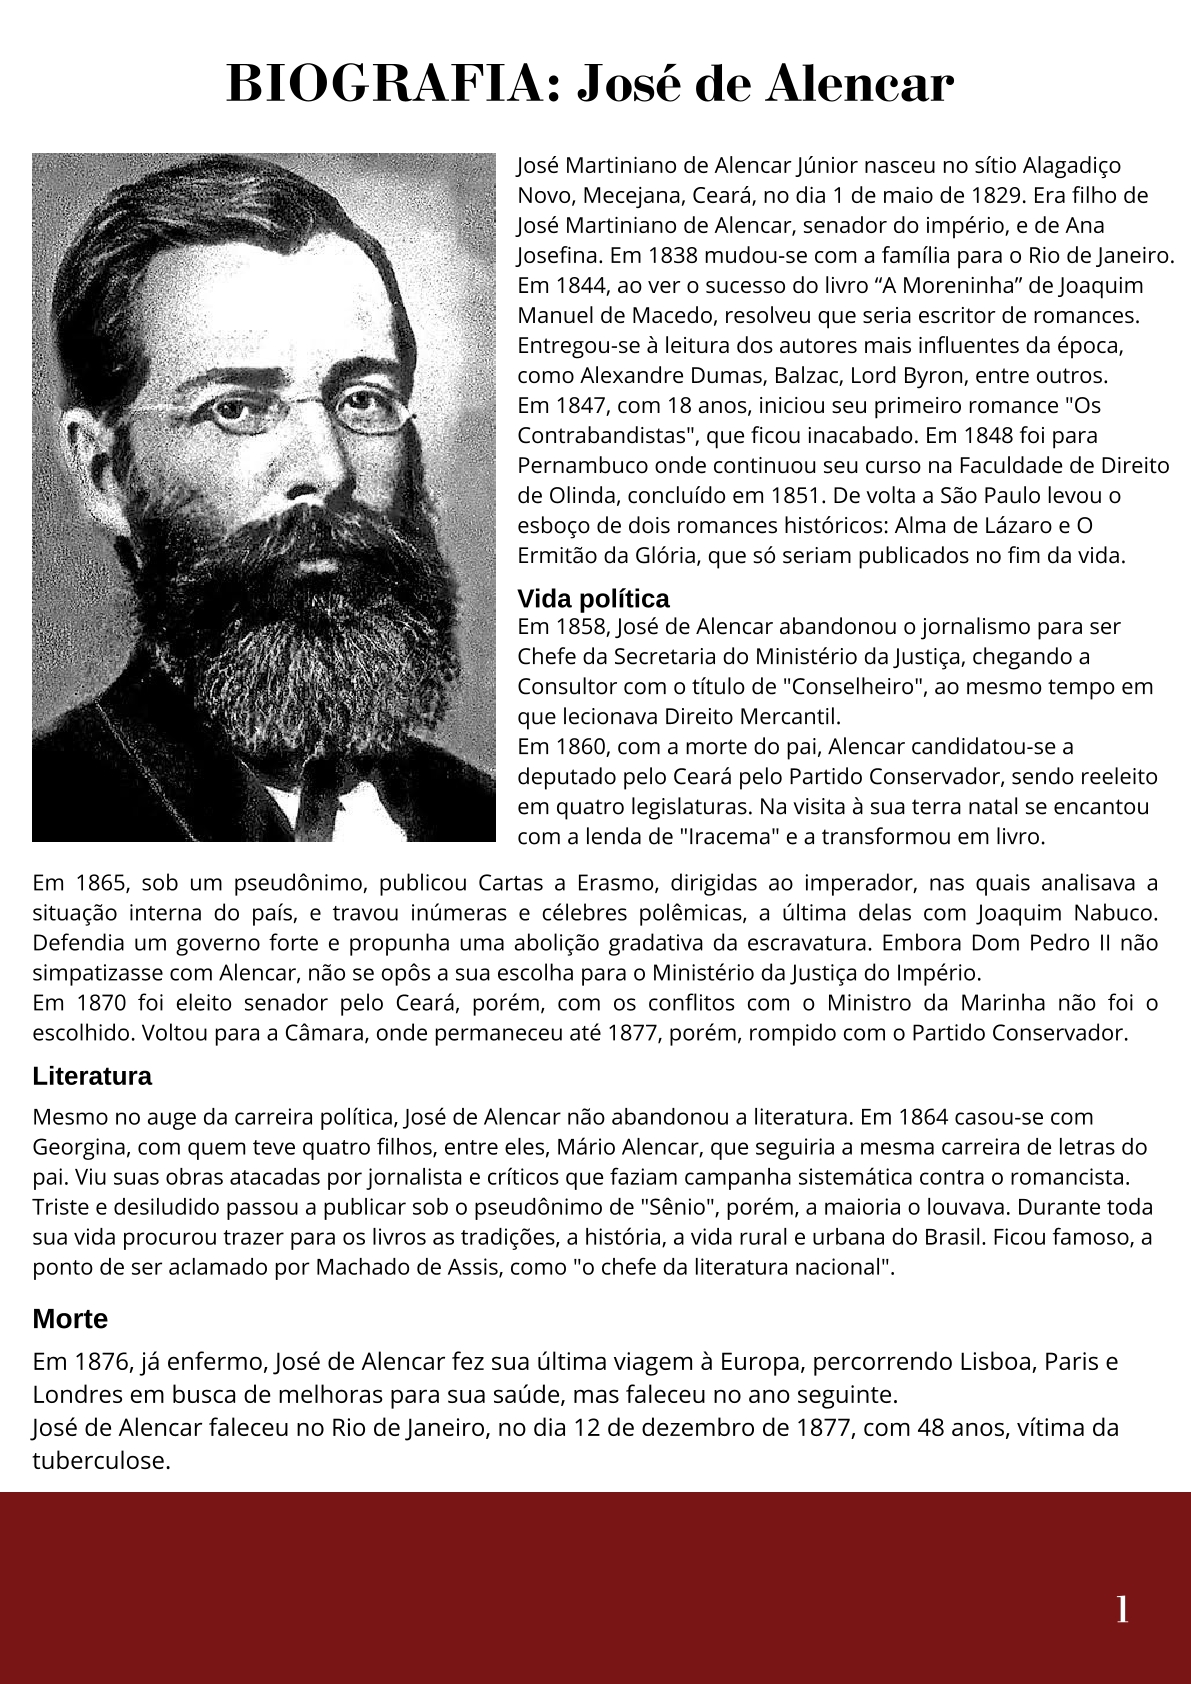 BIOGRAFIA: José de Alencar
José Martiniano de Alencar Júnior nasceu no sítio Alagadiço
Novo, Mecejana, Ceará, no dia 1 de maio de 1829. Era filho de
José Martiniano de Alencar, senador do império, e de Ana
Josefina. Em 1838 mudou-se com a família para o Rio de Janeiro.
Em 1844, ao ver o sucesso do livro “A Moreninha” de Joaquim
Manuel de Macedo, resolveu que seria escritor de romances.
Entregou-se à leitura dos autores mais influentes da época,
como Alexandre Dumas, Balzac, Lord Byron, entre outros.
Em 1847, com 18 anos, iniciou seu primeiro romance "Os
Contrabandistas", que ficou inacabado. Em 1848 foi para
Pernambuco onde continuou seu curso na Faculdade de Direito
de Olinda, concluído em 1851. De volta a São Paulo levou o
esboço de dois romances históricos: Alma de Lázaro e O
Ermitão da Glória, que só seriam publicados no fim da vida.
Vida política
Em 1858, José de Alencar abandonou o jornalismo para ser
Chefe da Secretaria do Ministério da Justiça, chegando a
Consultor com o título de "Conselheiro", ao mesmo tempo em
que lecionava Direito Mercantil.
Em 1860, com a morte do pai, Alencar candidatou-se a
deputado pelo Ceará pelo Partido Conservador, sendo reeleito
em quatro legislaturas. Na visita à sua terra natal se encantou
com a lenda de "Iracema" e a transformou em livro.
Em 1865, sob um pseudônimo, publicou Cartas a Erasmo, dirigidas ao imperador, nas quais analisava a
situação interna do país, e travou inúmeras e célebres polêmicas, a última delas com Joaquim Nabuco.
Defendia um governo forte e propunha uma abolição gradativa da escravatura. Embora Dom Pedro II não
simpatizasse com Alencar, não se opôs a sua escolha para o Ministério da Justiça do Império.
Em 1870 foi eleito senador pelo Ceará, porém, com os conflitos com o Ministro da Marinha não foi o
escolhido. Voltou para a Câmara, onde permaneceu até 1877, porém, rompido com o Partido Conservador.
Literatura
Mesmo no auge da carreira política, José de Alencar não abandonou a literatura. Em 1864 casou-se com
Georgina, com quem teve quatro filhos, entre eles, Mário Alencar, que seguiria a mesma carreira de letras do
pai. Viu suas obras atacadas por jornalista e críticos que faziam campanha sistemática contra o romancista.
Triste e desiludido passou a publicar sob o pseudônimo de "Sênio", porém, a maioria o louvava. Durante toda
sua vida procurou trazer para os livros as tradições, a história, a vida rural e urbana do Brasil. Ficou famoso, a
ponto de ser aclamado por Machado de Assis, como "o chefe da literatura nacional".
Morte
Em 1876, já enfermo, José de Alencar fez sua última viagem à Europa, percorrendo Lisboa, Paris e
Londres em busca de melhoras para sua saúde, mas faleceu no ano seguinte.
José de Alencar faleceu no Rio de Janeiro, no dia 12 de dezembro de 1877, com 48 anos, vítima da
tuberculose.
1